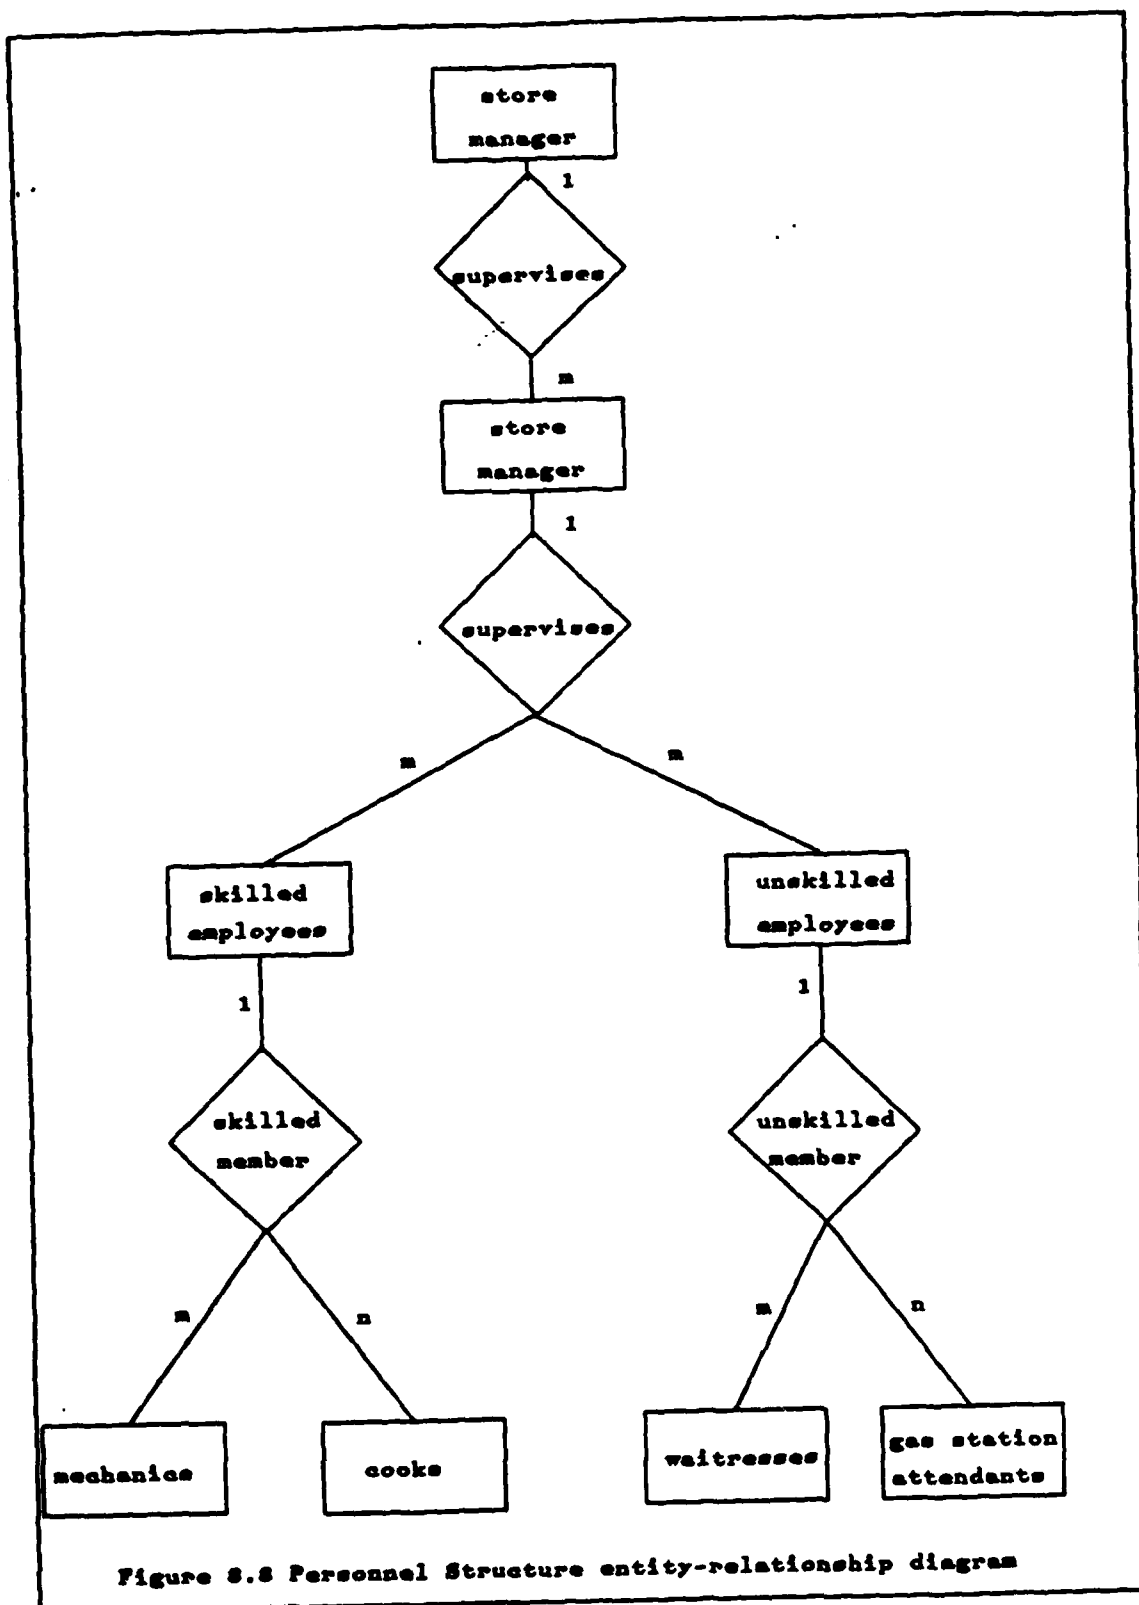 store
manager
1
supervises
m
store
manager
1
supervises
m
m
skilled
employees
unskilled
employees
1
1
skilled
member
unskilled
member
m
n
m
n
mechanics
cooks
waitresses
gas station
attendants
Figure 8.8 Personnel Structure entity-relationship diagram